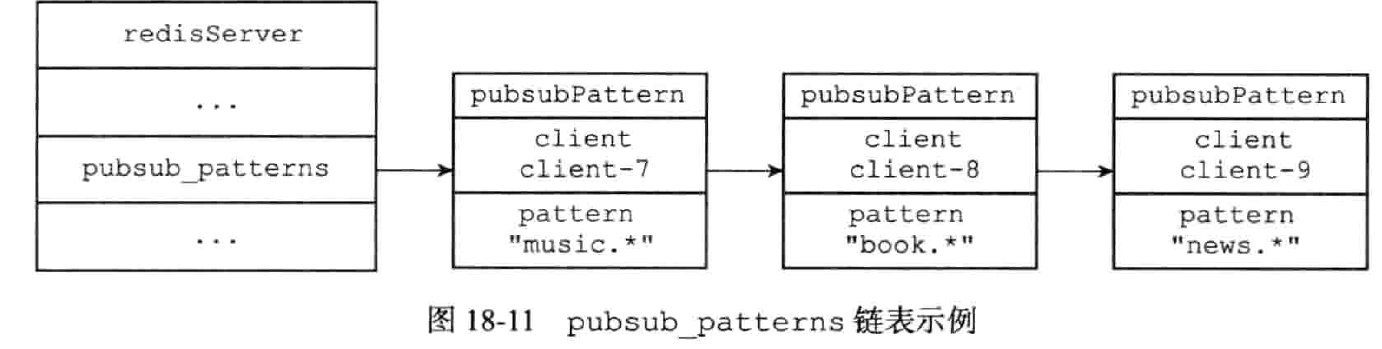 redisServer
...
pubsub_patterns
...
pubsubPattern
client
client-7
pattern
"music.*"
pubsubPattern
client
client-8
pattern
"book.*"
pubsubPattern
client
client-9
pattern
"news.*"
图 18-11 pubsub_patterns 链表示例